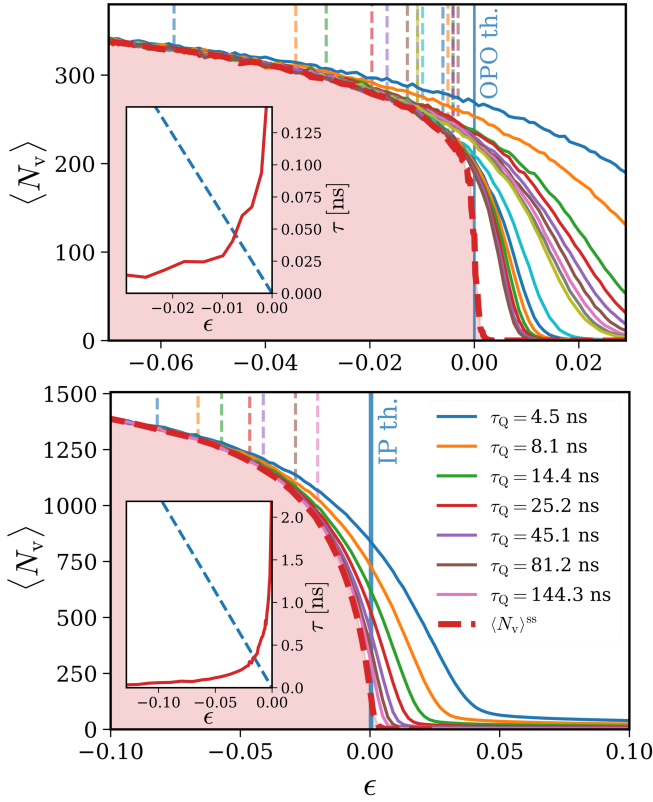 300
200
100
0
⟨N_v⟩
OPO th.
0.125
0.100
0.075
0.050
0.025
0.000
τ [ns]
−0.02 −0.01 0.00
ϵ
−0.06 −0.04 −0.02 0.00 0.02
1500
1250
1000
750
500
250
0
⟨N_v⟩
IP th.
τ_Q = 4.5 ns
τ_Q = 8.1 ns
τ_Q = 14.4 ns
τ_Q = 25.2 ns
τ_Q = 45.1 ns
τ_Q = 81.2 ns
τ_Q = 144.3 ns
⟨N_v⟩^ss
2.0
1.0
0.0
τ [ns]
−0.10 −0.05 0.00
ϵ
−0.10 −0.05 0.00 0.05 0.10
ϵ